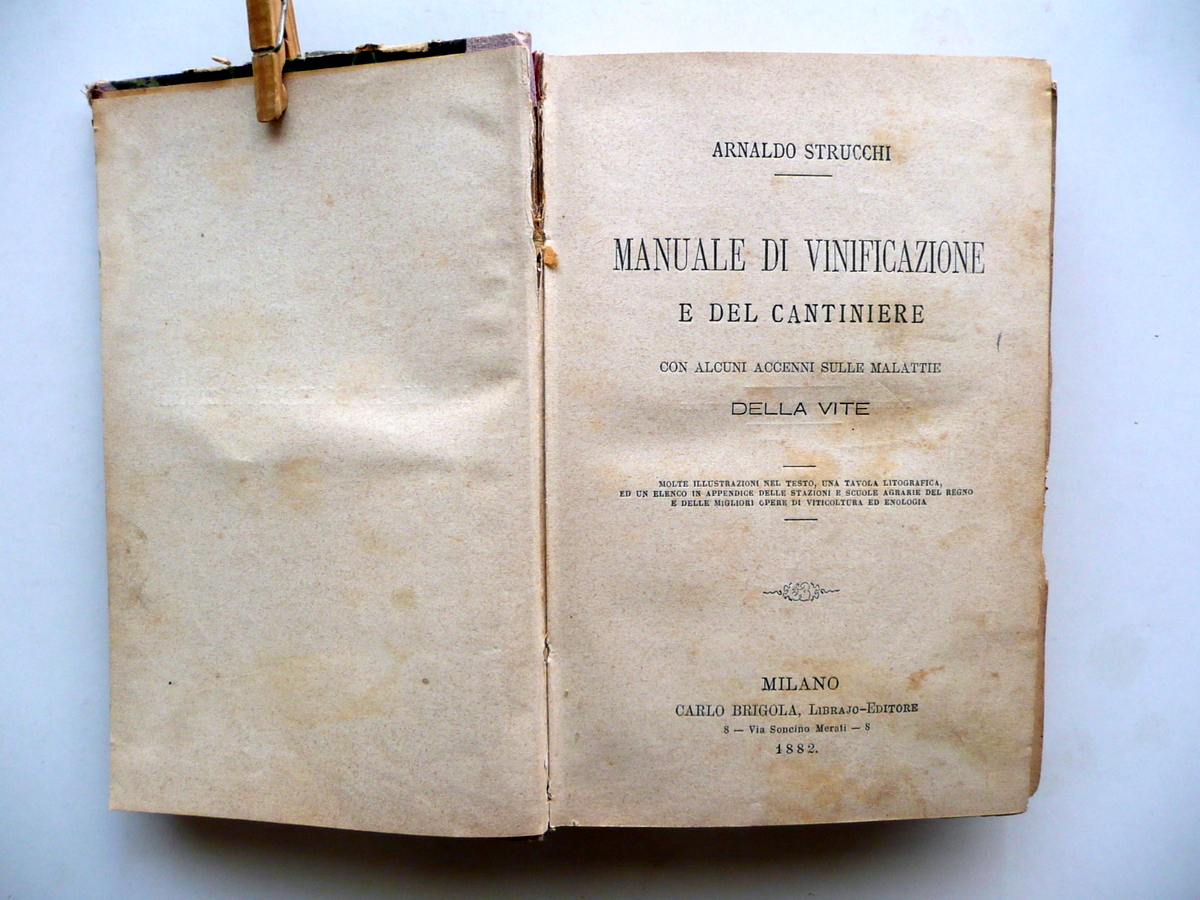 ARNALDO STRUCCHI
MANUALE DI VINIFICAZIONE
E DEL CANTINIERE
CON ALCUNI ACCENNI SULLE MALATTIE
DELLA VITE
MOLTE ILLUSTRAZIONI NEL TESTO, UNA TAVOLA LITOGRAFICA,
ED UN ELENCO IN APPENDICE DELLE STAZIONI E SCUOLE AGRARIE DEL REGNO
E DELLE MIGLIORI OPERE DI VITICOLTURA ED ENOLOGIA
MILANO
CARLO BRIGOLA, LIBRAJO-EDITORE
8 — Via Soncino Merati — 8
1882.